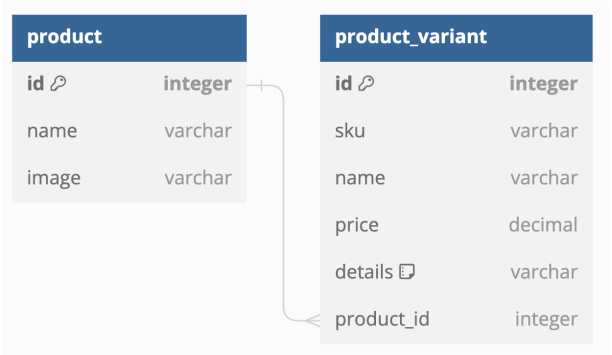 product
id integer
name varchar
image varchar
product_variant
id integer
sku varchar
name varchar
price decimal
details varchar
product_id integer